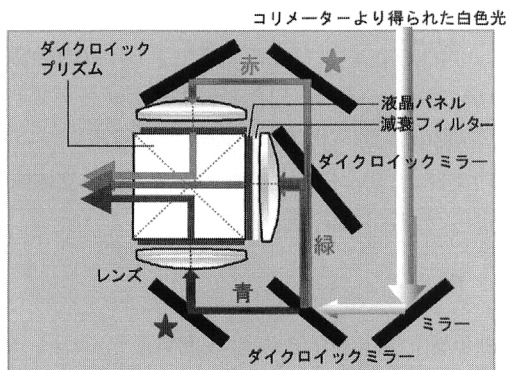 コリメーターより得られた白色光
ダイクロイック
プリズム
赤
液晶パネル
減衰フィルター
ダイクロイックミラー
緑
レンズ
青
ミラー
ダイクロイックミラー